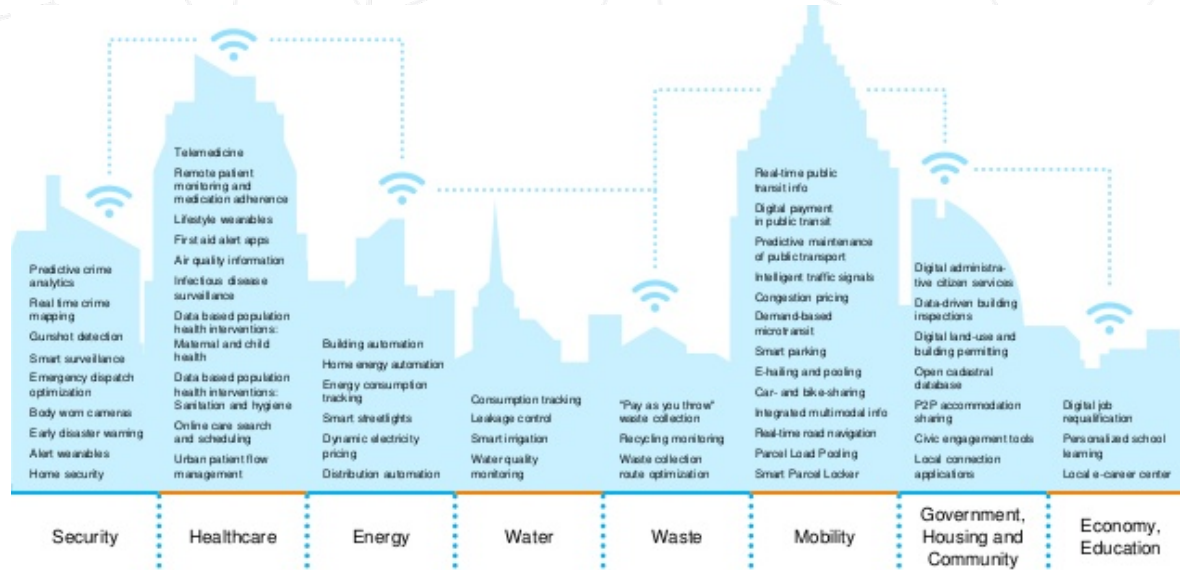 Predictive crime
analytics
Real time crime
mapping
Gunshot detection
Smart surveillance
Emergency dispatch
optimization
Body worn cameras
Early disaster warning
Alert wearables
Home security
Security
Telemedicine
Remote patient
monitoring and
medication adherence
Lifestyle wearables
First aid alert apps
Air quality information
Infectious disease
surveillance
Data based population
health interventions:
Maternal and child
health
Data based population
health interventions:
Sanitation and hygiene
Online care search
and scheduling
Urban patient flow
management
Healthcare
Building automation
Home energy automation
Energy consumption
tracking
Smart streetlights
Dynamic electricity
pricing
Distribution automation
Energy
Consumption tracking
Leakage control
Smart irrigation
Water quality
monitoring
Water
"Pay as you throw"
waste collection
Recycling monitoring
Waste collection
route optimization
Waste
Real-time public
transit info
Digital payment
in public transit
Predictive maintenance
of public transport
Intelligent traffic signals
Congestion pricing
Demand-based
microtransit
Smart parking
E-hailing and pooling
Car- and bike-sharing
Integrated multimodal info
Real-time road navigation
Parcel Load Pooling
Smart Parcel Locker
Mobility
Digital administra-
tive citizen services
Data-driven building
inspections
Digital land-use and
building permitting
Open cadastral
database
P2P accommodation
sharing
Civic engagement tools
Local connection
applications
Government,
Housing and
Community
Digital job
requalification
Personalized school
learning
Local e-career center
Economy,
Education